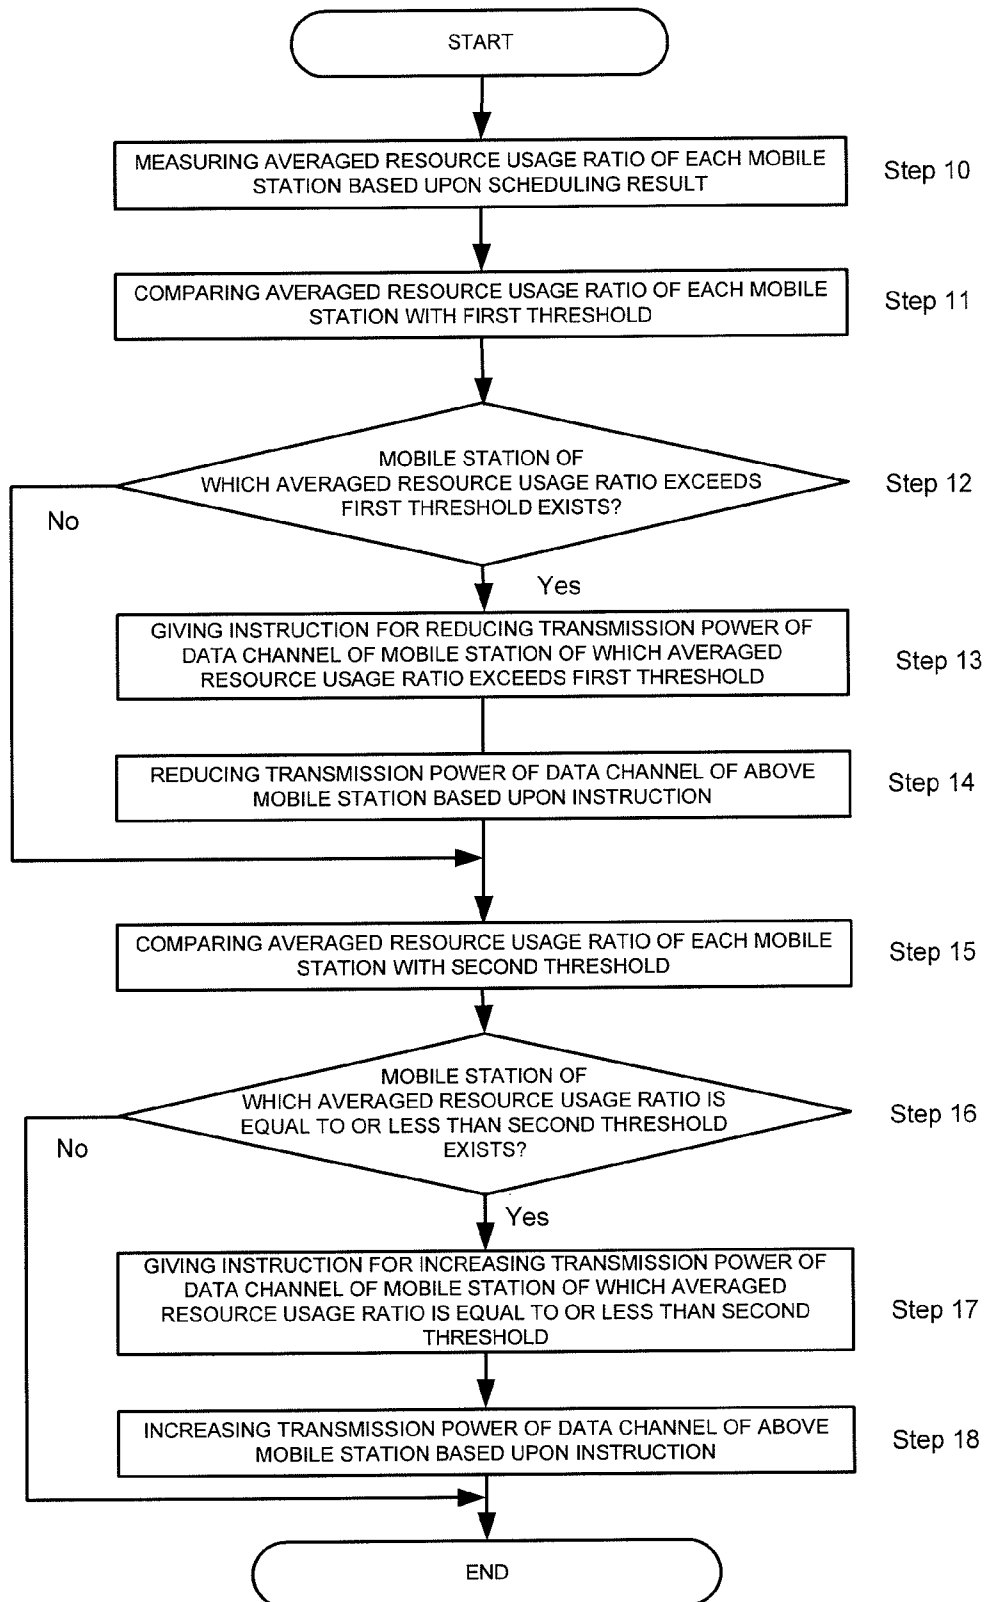 START
MEASURING AVERAGED RESOURCE USAGE RATIO OF EACH MOBILE
STATION BASED UPON SCHEDULING RESULT
Step 10
COMPARING AVERAGED RESOURCE USAGE RATIO OF EACH MOBILE
STATION WITH FIRST THRESHOLD
Step 11
MOBILE STATION OF
WHICH AVERAGED RESOURCE USAGE RATIO EXCEEDS
FIRST THRESHOLD EXISTS?
Step 12
No
Yes
GIVING INSTRUCTION FOR REDUCING TRANSMISSION POWER OF
DATA CHANNEL OF MOBILE STATION OF WHICH AVERAGED
RESOURCE USAGE RATIO EXCEEDS FIRST THRESHOLD
Step 13
REDUCING TRANSMISSION POWER OF DATA CHANNEL OF ABOVE
MOBILE STATION BASED UPON INSTRUCTION
Step 14
COMPARING AVERAGED RESOURCE USAGE RATIO OF EACH MOBILE
STATION WITH SECOND THRESHOLD
Step 15
MOBILE STATION OF
WHICH AVERAGED RESOURCE USAGE RATIO IS
EQUAL TO OR LESS THAN SECOND THRESHOLD
EXISTS?
Step 16
No
Yes
GIVING INSTRUCTION FOR INCREASING TRANSMISSION POWER OF
DATA CHANNEL OF MOBILE STATION OF WHICH AVERAGED
RESOURCE USAGE RATIO IS EQUAL TO OR LESS THAN SECOND
THRESHOLD
Step 17
INCREASING TRANSMISSION POWER OF DATA CHANNEL OF ABOVE
MOBILE STATION BASED UPON INSTRUCTION
Step 18
END